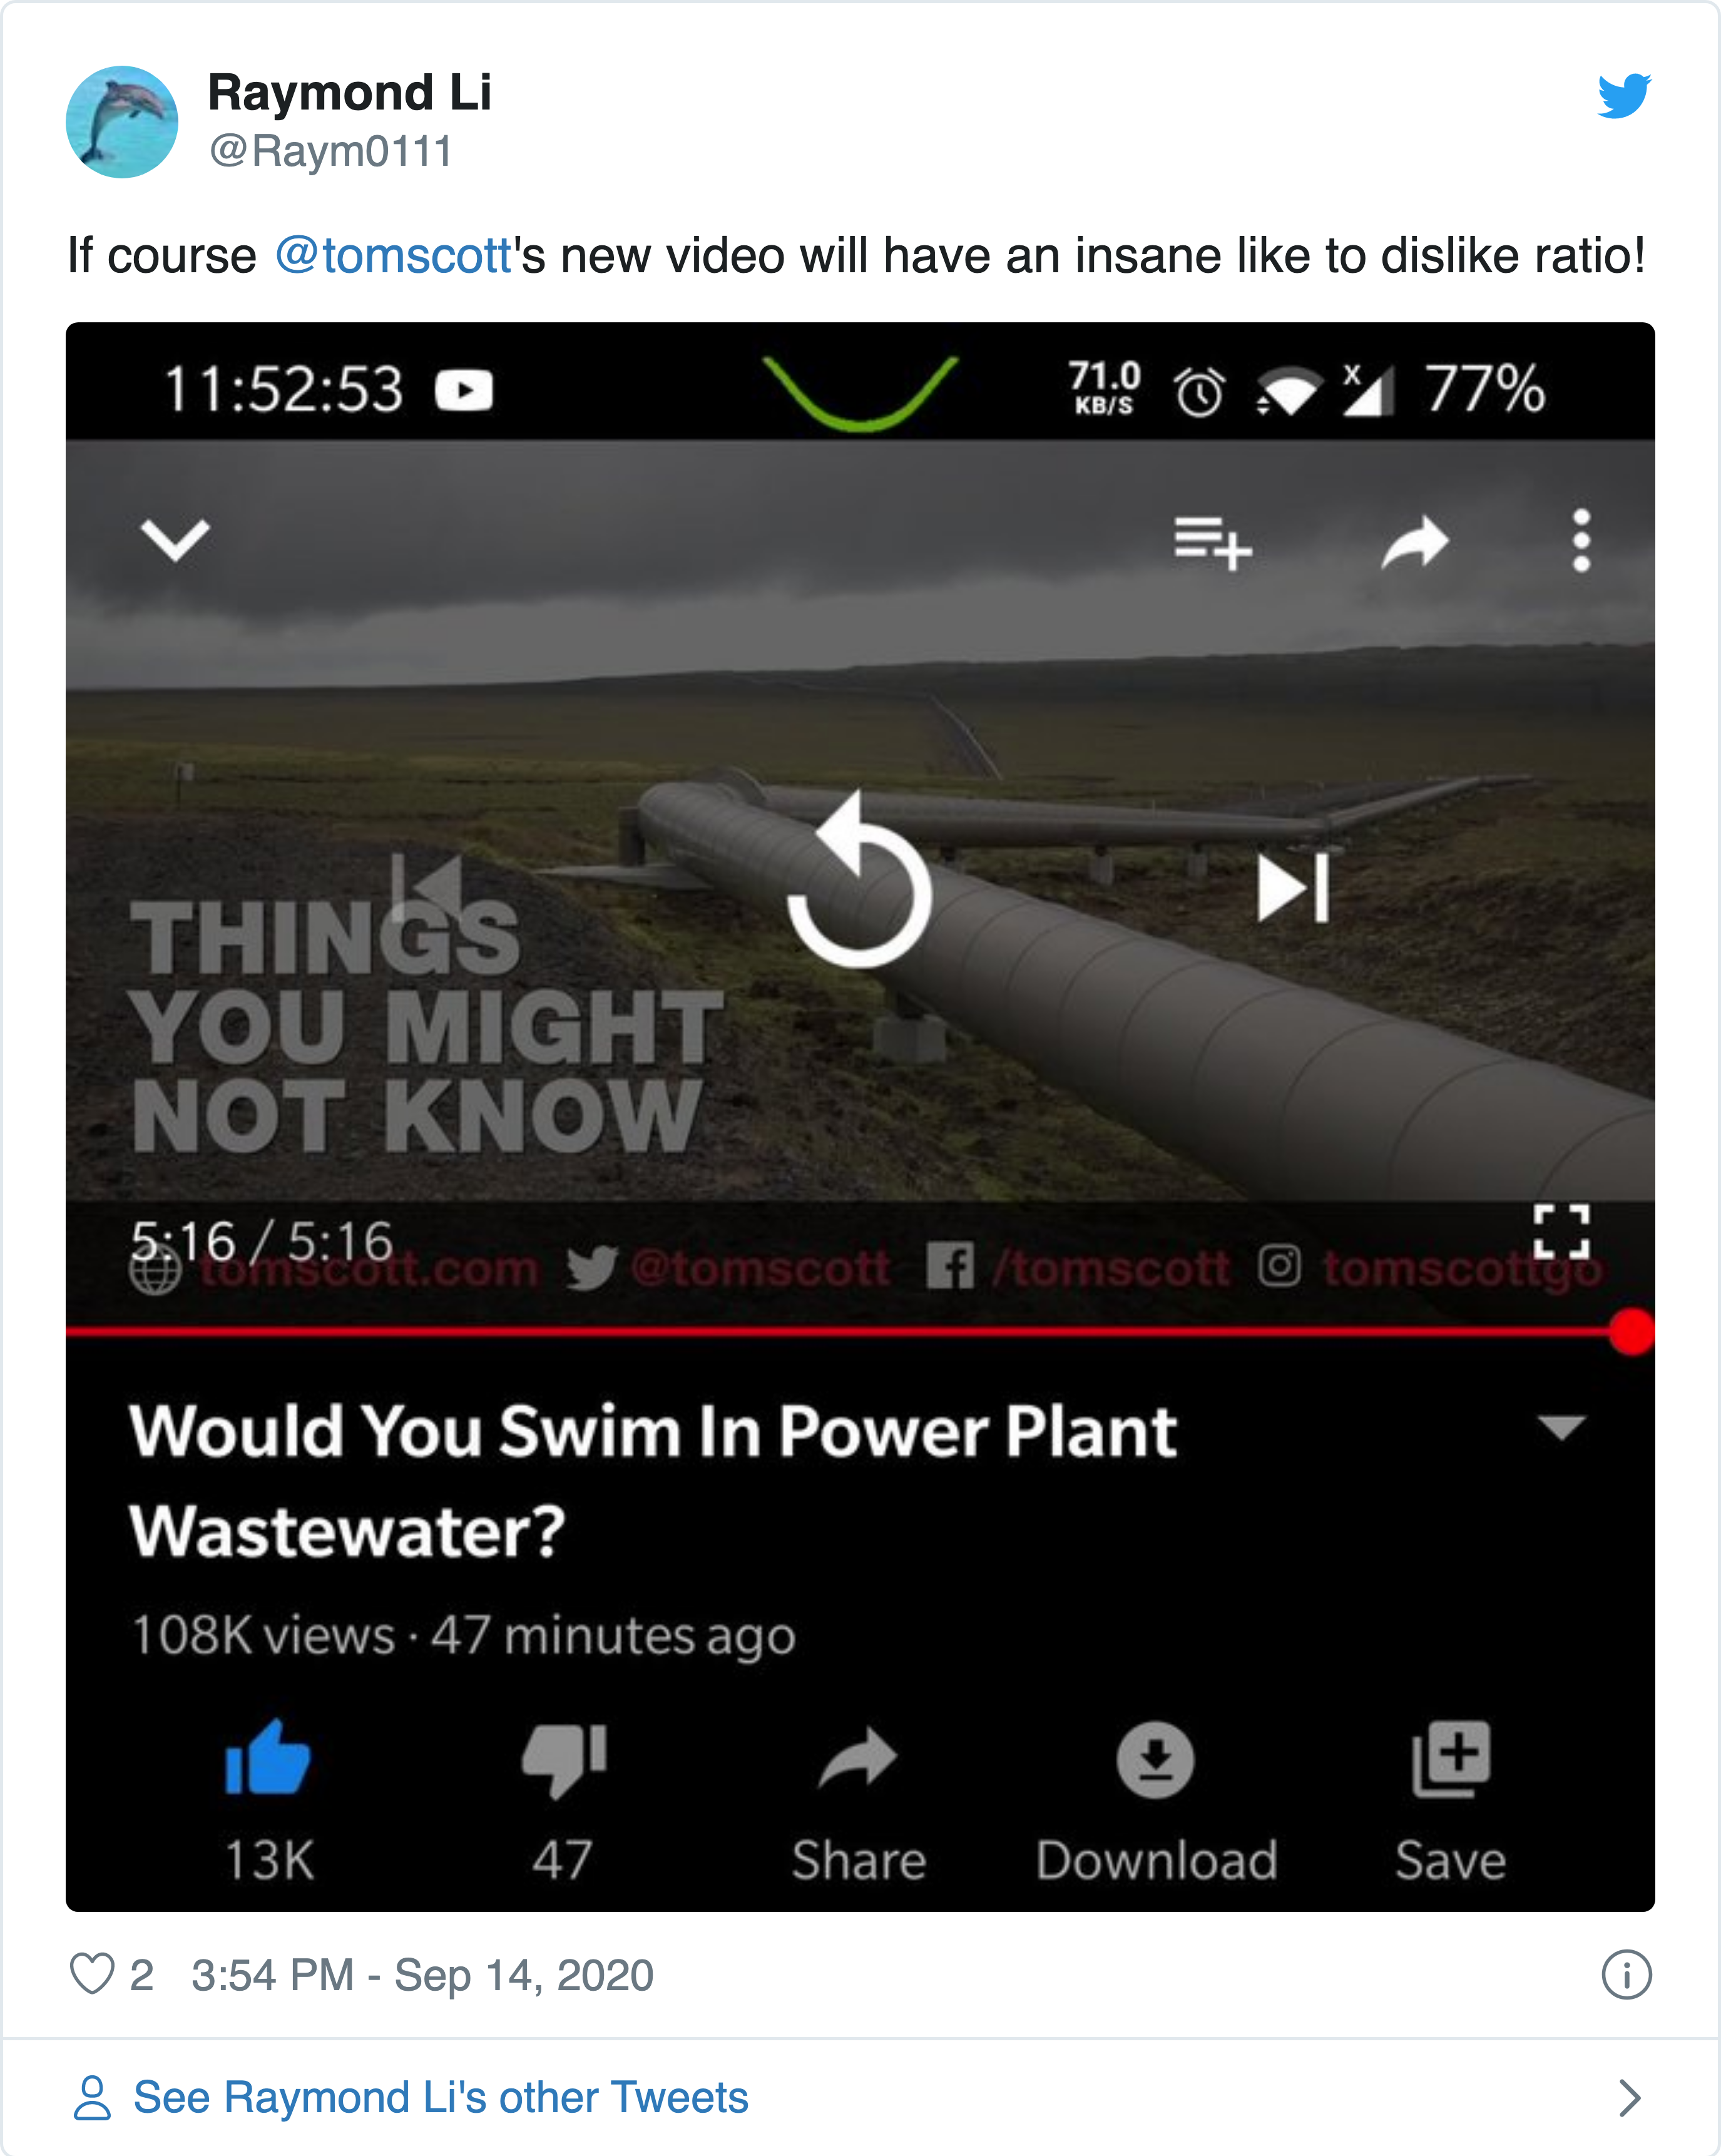 Raymond Li
@Raym0111
If course @tomscott's new video will have an insane like to dislike ratio!
11:52:53 71.0 KB/S X 77%
THINGS
YOU MIGHT
NOT KNOW
5:16 / 5:16
tomscott.com @tomscott /tomscott tomscottgo
Would You Swim In Power Plant
Wastewater?
108K views · 47 minutes ago
13K 47 Share Download Save
2 3:54 PM - Sep 14, 2020
See Raymond Li's other Tweets